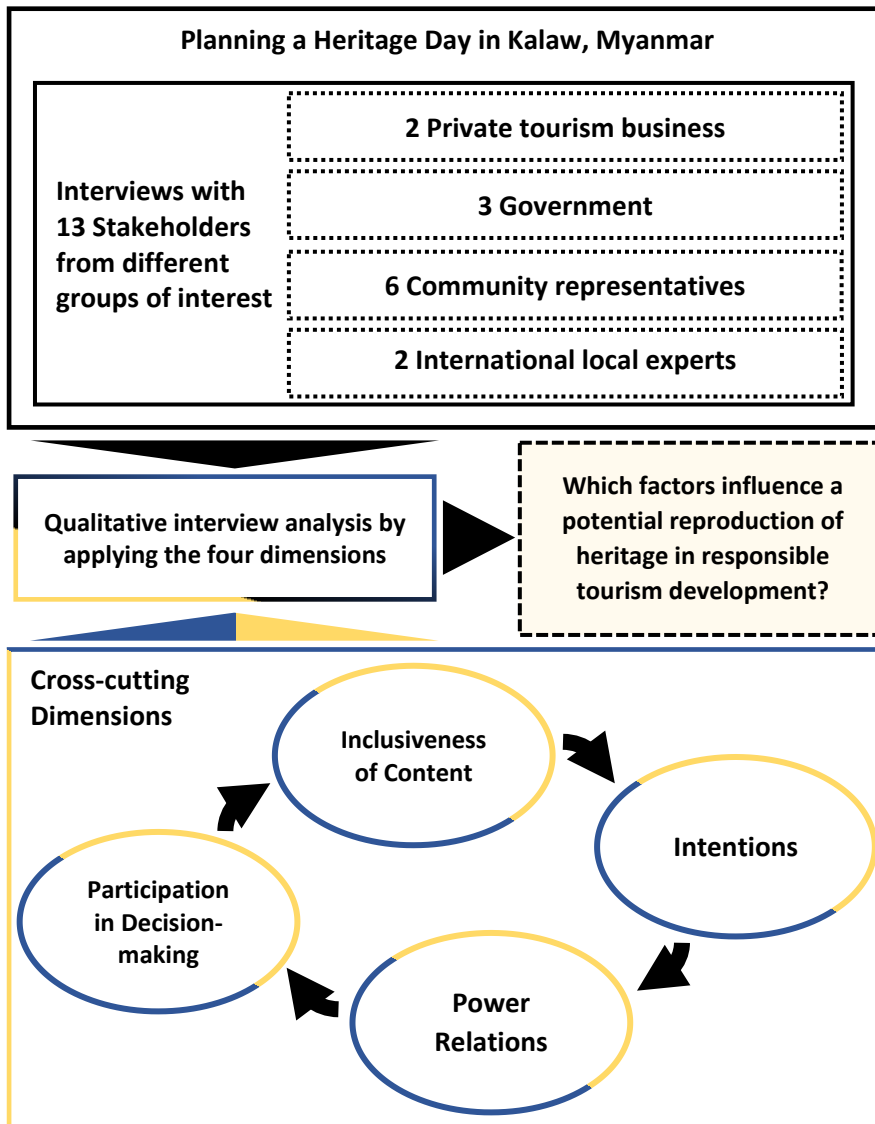 Planning a Heritage Day in Kalaw, Myanmar
Interviews with
13 Stakeholders
from different
groups of interest
2 Private tourism business
3 Government
6 Community representatives
2 International local experts
Qualitative interview analysis by
applying the four dimensions
Which factors influence a
potential reproduction of
heritage in responsible
tourism development?
Cross-cutting
Dimensions
Inclusiveness
of Content
Intentions
Power
Relations
Participation
in Decision-
making